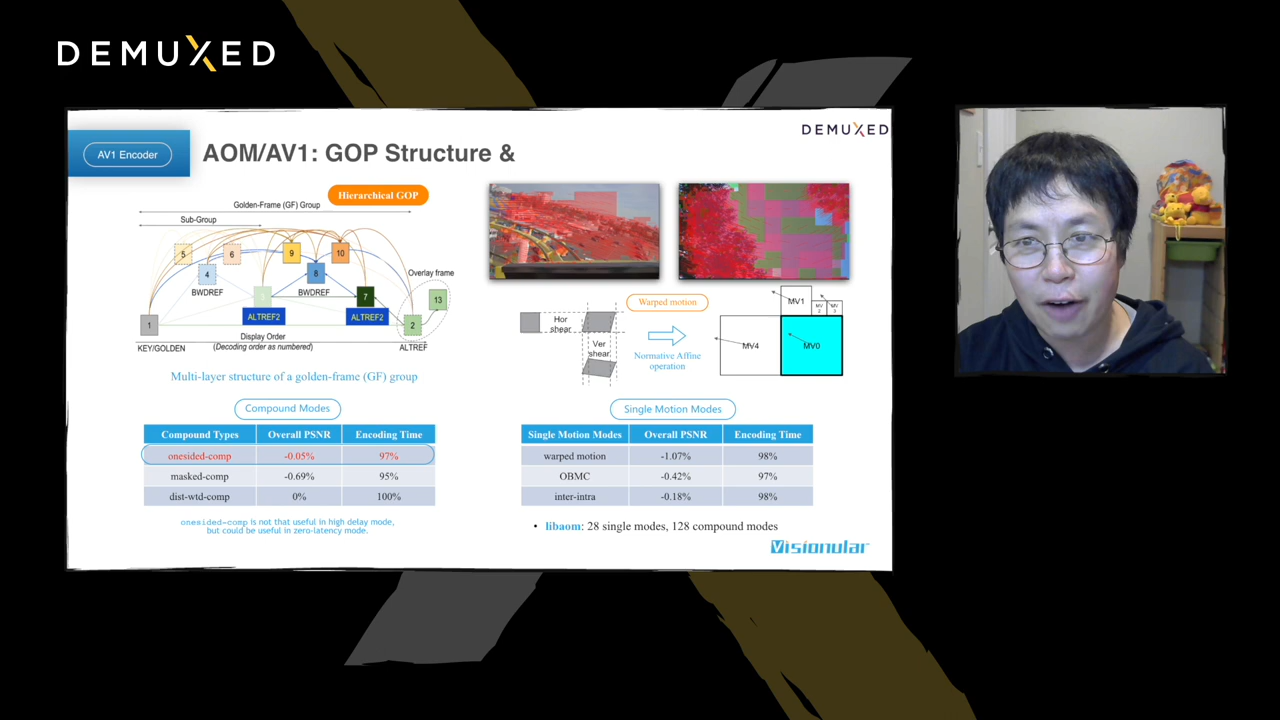 DEMUXED
DEMUXED
AV1 Encoder
AOM/AV1: GOP Structure &
Hierarchical GOP
Golden-Frame (GF) Group
Sub-Group
5
6
9
10
4
8
BWDREF
BWDREF
3
7
Overlay frame
13
ALTREF2
ALTREF2
1
2
KEY/GOLDEN
Display Order
(Decoding order as numbered)
ALTREF
Multi-layer structure of a golden-frame (GF) group
Hor
shear
Ver
shear
Warped motion
Normative Affine
operation
MV1
MV
2
MV
3
MV4
MV0
Compound Modes
Compound Types Overall PSNR Encoding Time
onesided-comp -0.05% 97%
masked-comp -0.69% 95%
dist-wtd-comp 0% 100%
onesided-comp is not that useful in high delay mode,
but could be useful in zero-latency mode.
Single Motion Modes
Single Motion Modes Overall PSNR Encoding Time
warped motion -1.07% 98%
OBMC -0.42% 97%
inter-intra -0.18% 98%
• libaom: 28 single modes, 128 compound modes
Visionular